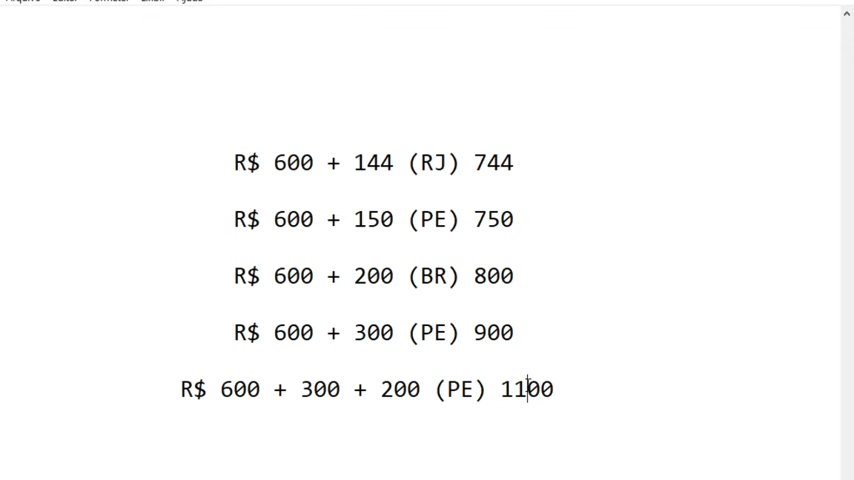 R$ 600 + 144 (RJ) 744
R$ 600 + 150 (PE) 750
R$ 600 + 200 (BR) 800
R$ 600 + 300 (PE) 900
R$ 600 + 300 + 200 (PE) 1100